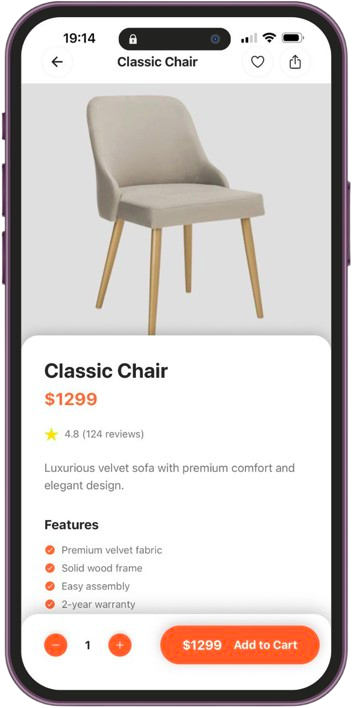 19:14
Classic Chair
Classic Chair
$1299
4.8 (124 reviews)
Luxurious velvet sofa with premium comfort and
elegant design.
Features
Premium velvet fabric
Solid wood frame
Easy assembly
2-year warranty
1
$1299 Add to Cart